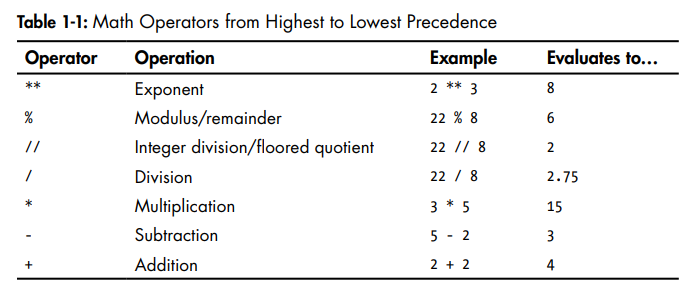 Table 1-1: Math Operators from Highest to Lowest Precedence
Operator Operation Example Evaluates to…
** Exponent 2 ** 3 8
% Modulus/remainder 22 % 8 6
// Integer division/floored quotient 22 // 8 2
/ Division 22 / 8 2.75
* Multiplication 3 * 5 15
- Subtraction 5 - 2 3
+ Addition 2 + 2 4